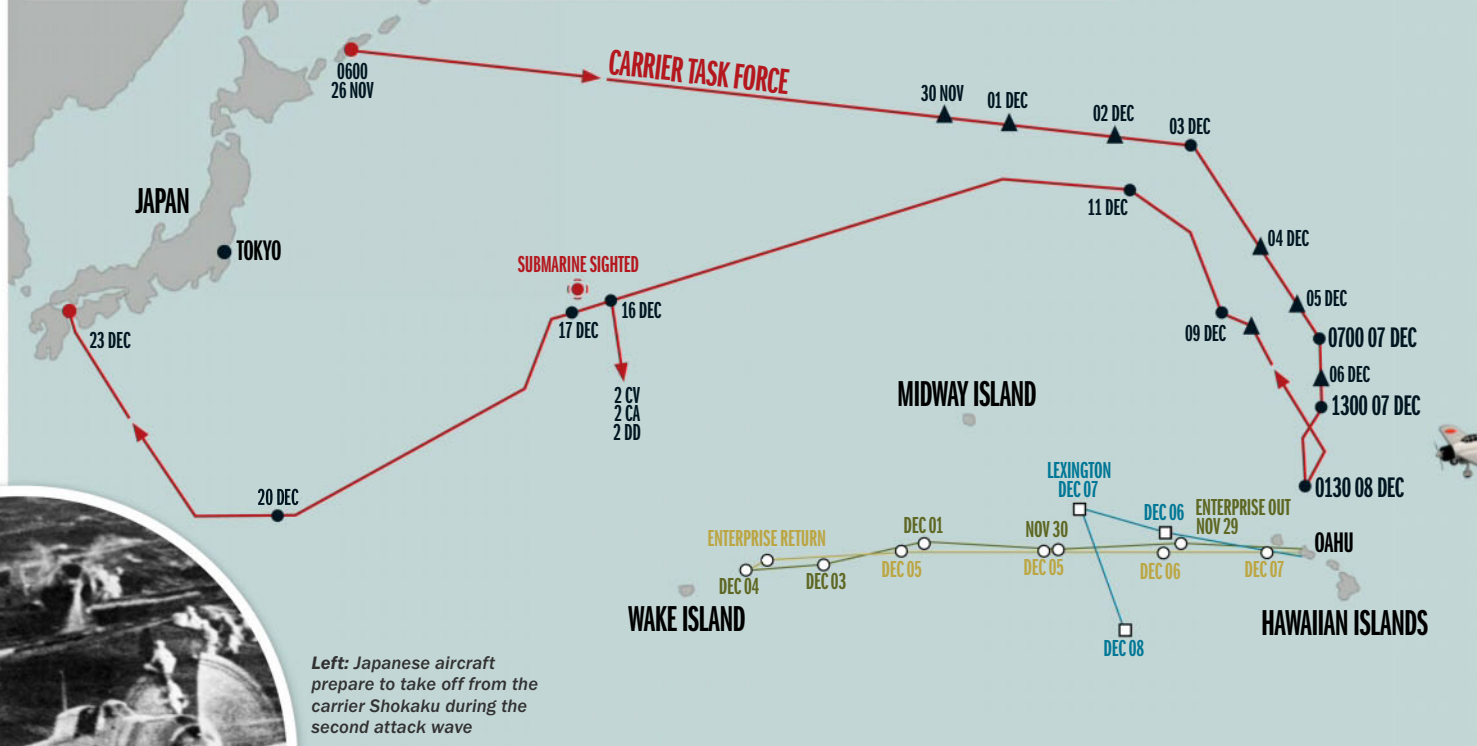 0600
26 NOV
CARRIER TASK FORCE
30 NOV
01 DEC
02 DEC
03 DEC
JAPAN
TOKYO
11 DEC
04 DEC
SUBMARINE SIGHTED
16 DEC
17 DEC
05 DEC
09 DEC
0700 07 DEC
23 DEC
06 DEC
2 CV
2 CA
2 DD
MIDWAY ISLAND
1300 07 DEC
20 DEC
0130 08 DEC
LEXINGTON
DEC 07
DEC 06
ENTERPRISE OUT
NOV 29
ENTERPRISE RETURN
DEC 01
NOV 30
OAHU
DEC 04
DEC 03
DEC 05
DEC 05
DEC 06
DEC 07
WAKE ISLAND
HAWAIIAN ISLANDS
DEC 08
Left: Japanese aircraft
prepare to take off from the
carrier Shokaku during the
second attack wave